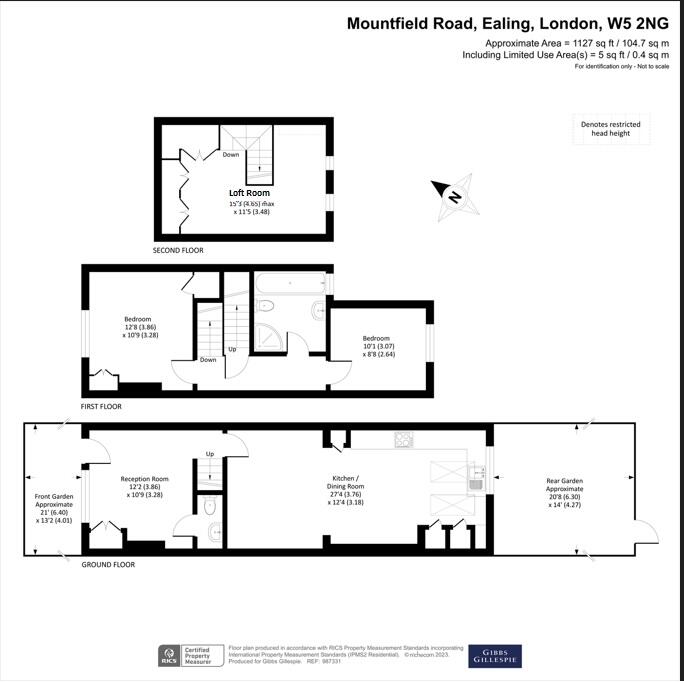 Mountfield Road, Ealing, London, W5 2NG
Approximate Area = 1127 sq ft / 104.7 sq m
Including Limited Use Area(s) = 5 sq ft / 0.4 sq m
For identification only - Not to scale
Denotes restricted
head height
Down
Loft Room
15'3 (4.65) max
x 11'5 (3.48)
N
SECOND FLOOR
Bedroom
12'8 (3.86)
x 10'9 (3.28)
Down
Up
Bedroom
10'1 (3.07)
x 8'8 (2.64)
FIRST FLOOR
Front Garden
Approximate
21' (6.40)
x 13'2 (4.01)
Reception Room
12'2 (3.86)
x 10'9 (3.28)
Up
Kitchen /
Dining Room
27'4 (3.76)
x 12'4 (3.18)
Rear Garden
Approximate
20'8 (6.30)
x 14' (4.27)
GROUND FLOOR
RICS
Certified
Property
Measurer
Floor plan produced in accordance with RICS Property Measurement Standards incorporating
International Property Measurement Standards (IPMS2 Residential). ©nichecom 2023.
Produced for Gibbs Gillespie. REF: 987331
GIBBS
GILLESPIE